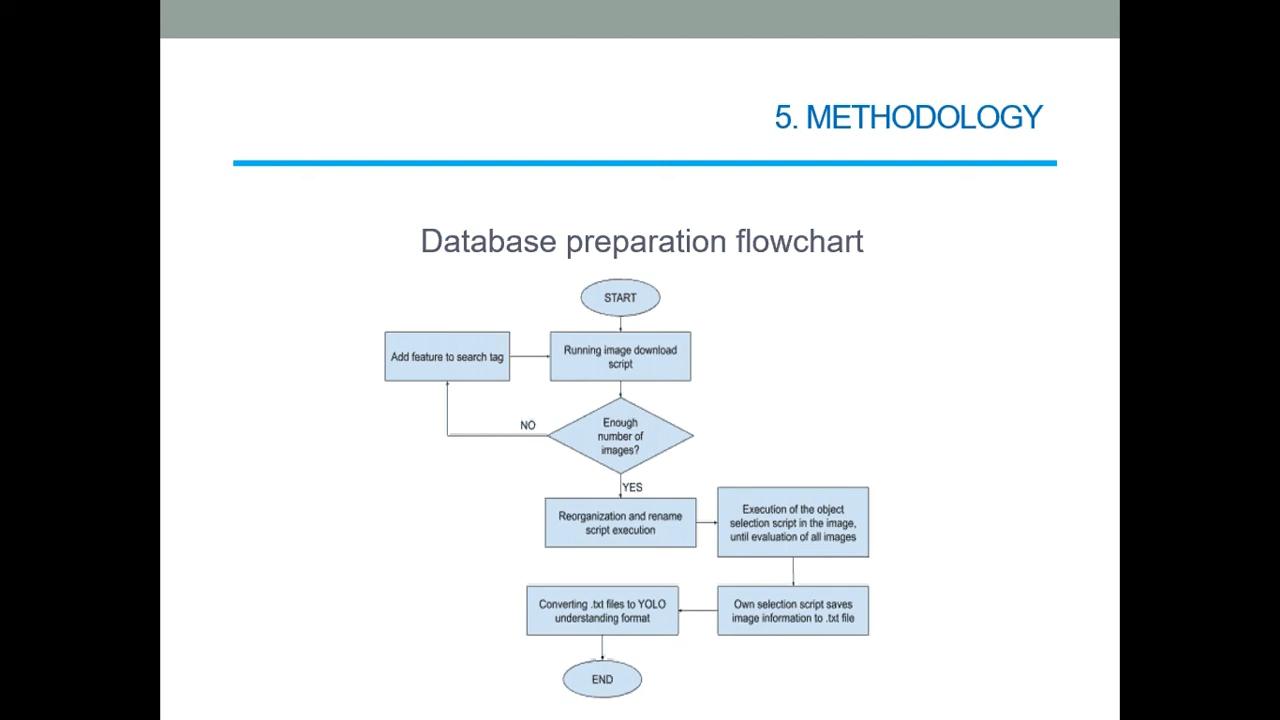 5. METHODOLOGY
Database preparation flowchart
START
Add feature to search tag
Running image download
script
NO
Enough
number of
images?
YES
Reorganization and rename
script execution
Execution of the object
selection script in the image,
until evaluation of all images
Own selection script saves
image information to .txt file
Converting .txt files to YOLO
understanding format
END